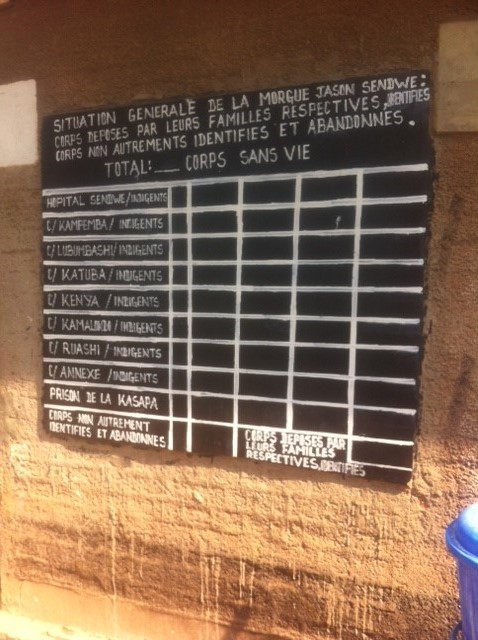 SITUATION GENERALE DE LA MORGUE JASON SENDWE:
CORPS DEPOSES PAR LEURS FAMILLES RESPECTIVES, IDENTIFIES
CORPS NON AUTREMENTS IDENTIFIES ET ABANDONNES.
TOTAL:___ CORPS SANS VIE
HOPITAL SENDWE/INDIGENTS
C/ KAMPEMBA/ INDIGENTS
C/ LUBUMBASHI/ INDIGENTS
C/ KATUBA/ INDIGENTS
C/ KENYA / INDIGENTS
C/ KAMALONDO/ INDIGENTS
C/ RUASHI/ INDIGENTS
C/ ANNEXE/ INDIGENTS
PRISON DE LA KASAPA
CORPS NON AUTREMENT
IDENTIFIES ET ABANDONNES
CORPS DEPOSES PAR
LEURS FAMILLES
RESPECTIVES, IDENTIFIES